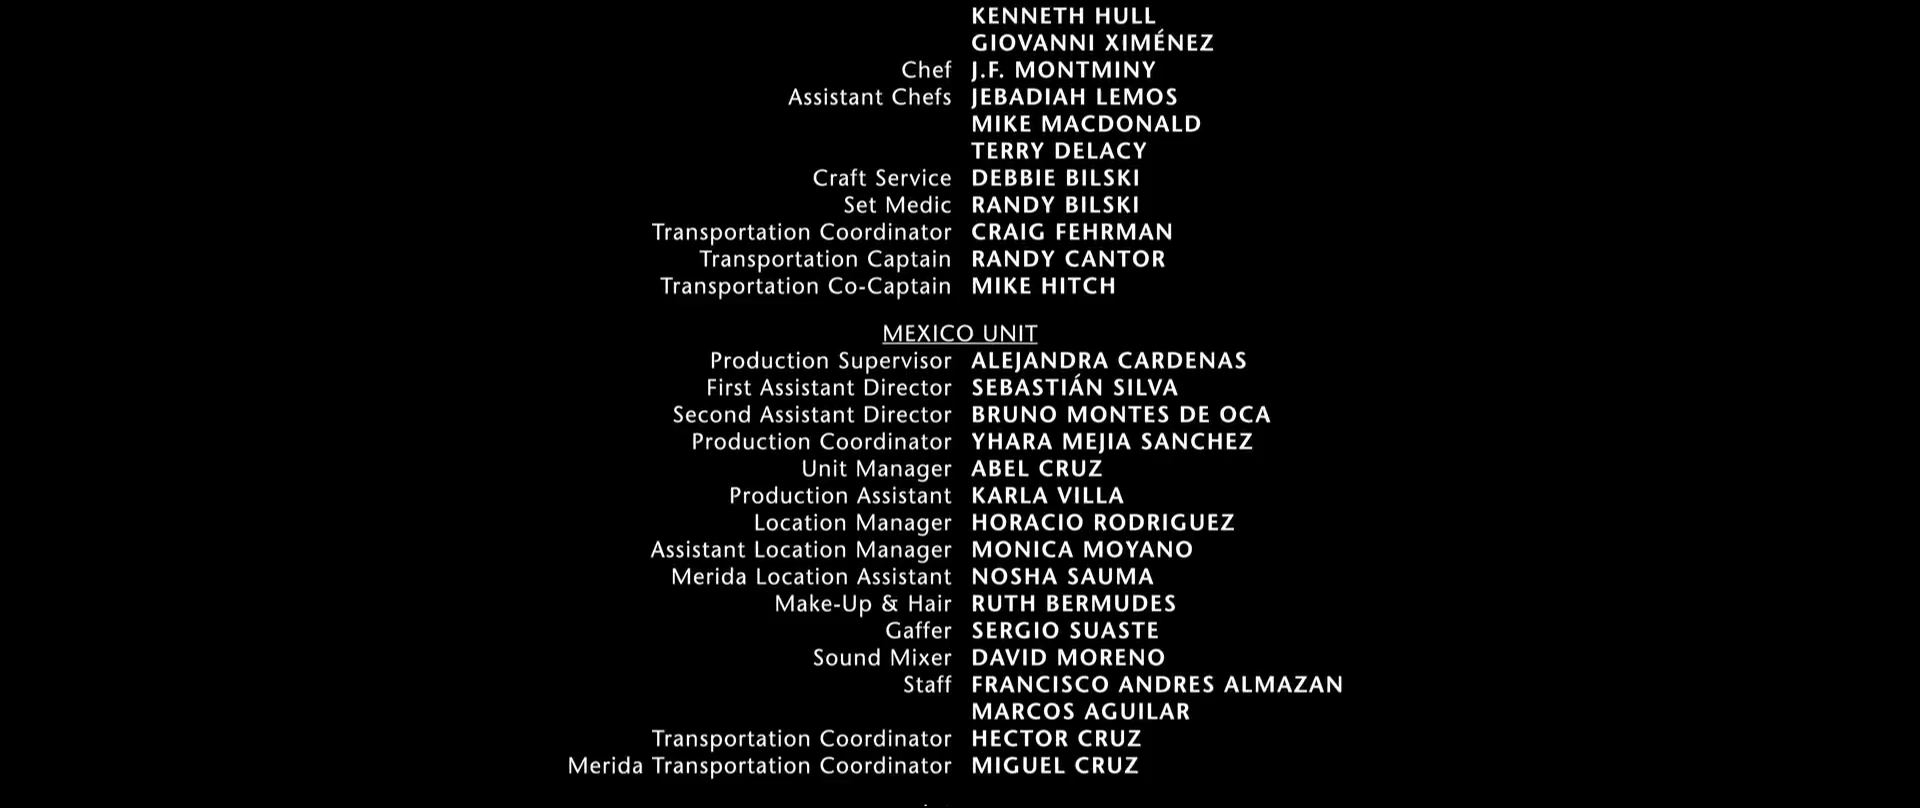 KENNETH HULL
GIOVANNI XIMÉNEZ
Chef J.F. MONTMINY
Assistant Chefs JEBADIAH LEMOS
MIKE MACDONALD
TERRY DELACY
Craft Service DEBBIE BILSKI
Set Medic RANDY BILSKI
Transportation Coordinator CRAIG FEHRMAN
Transportation Captain RANDY CANTOR
Transportation Co-Captain MIKE HITCH
MEXICO UNIT
Production Supervisor ALEJANDRA CARDENAS
First Assistant Director SEBASTIÁN SILVA
Second Assistant Director BRUNO MONTES DE OCA
Production Coordinator YHARA MEJIA SANCHEZ
Unit Manager ABEL CRUZ
Production Assistant KARLA VILLA
Location Manager HORACIO RODRIGUEZ
Assistant Location Manager MONICA MOYANO
Merida Location Assistant NOSHA SAUMA
Make-Up & Hair RUTH BERMUDES
Gaffer SERGIO SUASTE
Sound Mixer DAVID MORENO
Staff FRANCISCO ANDRES ALMAZAN
MARCOS AGUILAR
Transportation Coordinator HECTOR CRUZ
Merida Transportation Coordinator MIGUEL CRUZ